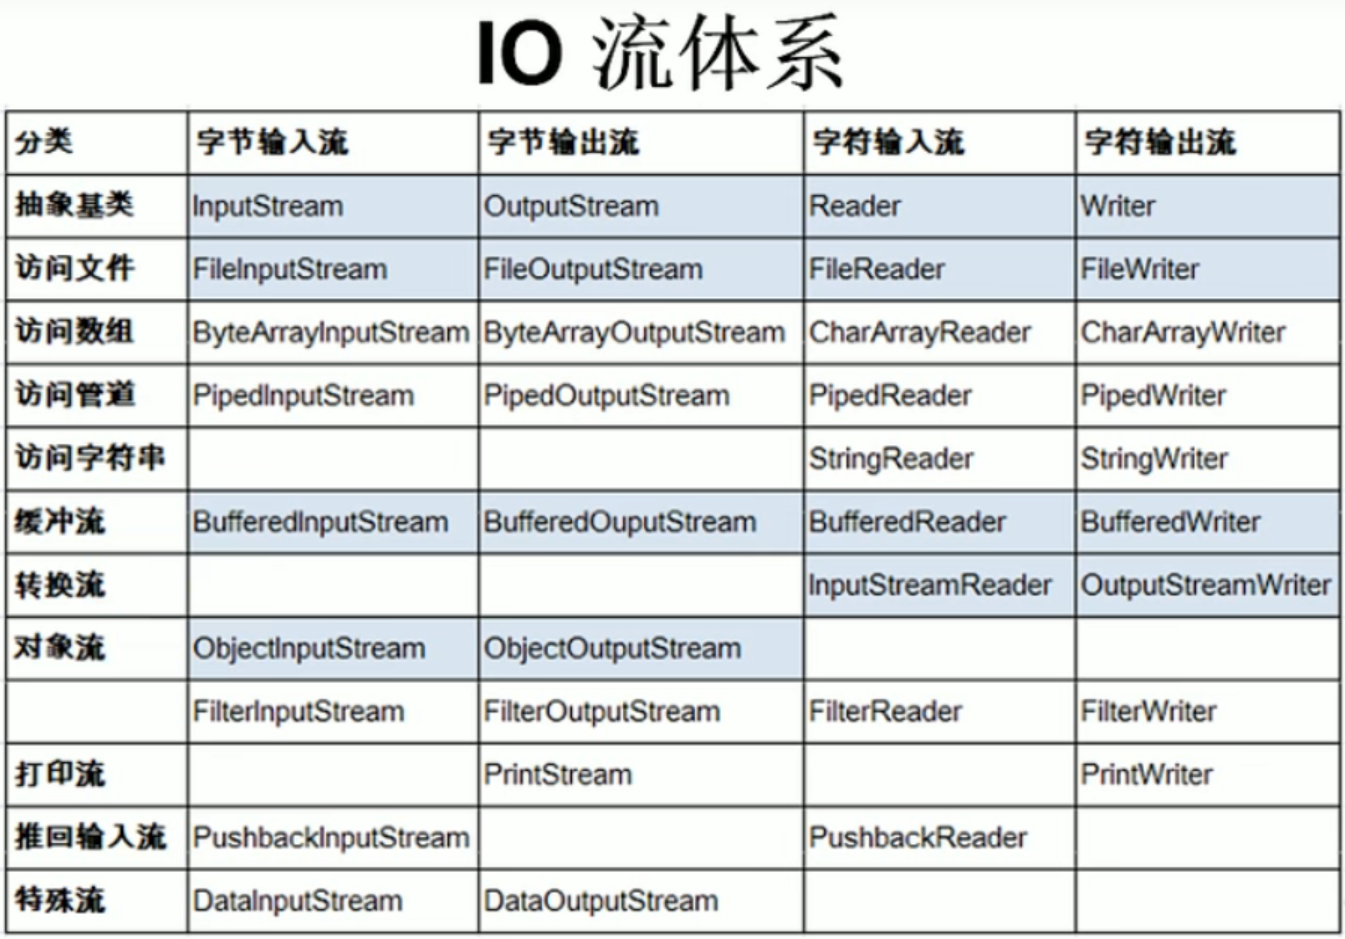 IO 流体系
分类 字节输入流 字节输出流 字符输入流 字符输出流
抽象基类 InputStream OutputStream Reader Writer
访问文件 FileInputStream FileOutputStream FileReader FileWriter
访问数组 ByteArrayInputStream ByteArrayOutputStream CharArrayReader CharArrayWriter
访问管道 PipedInputStream PipedOutputStream PipedReader PipedWriter
访问字符串 StringReader StringWriter
缓冲流 BufferedInputStream BufferedOuputStream BufferedReader BufferedWriter
转换流 InputStreamReader OutputStreamWriter
对象流 ObjectInputStream ObjectOutputStream
FilterInputStream FilterOutputStream FilterReader FilterWriter
打印流 PrintStream PrintWriter
推回输入流 PushbackInputStream PushbackReader
特殊流 DataInputStream DataOutputStream